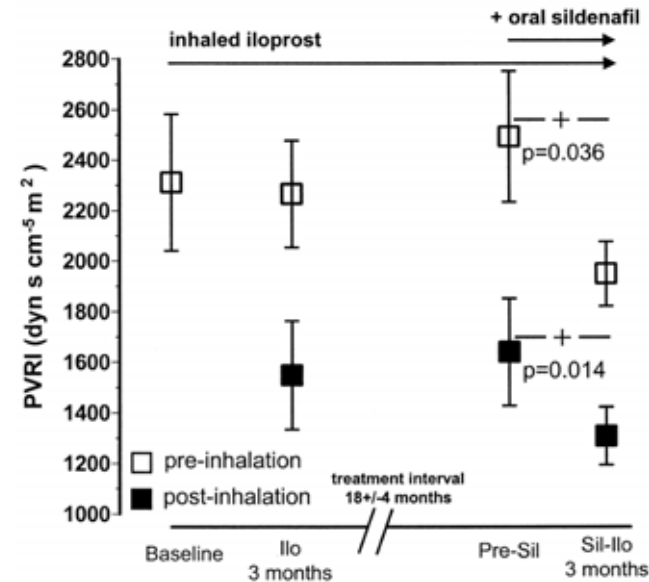 + oral sildenafil
inhaled iloprost
2800
2600
2400
2200
2000
1800
1600
1400
1200
1000
PVRI (dyn s cm⁻⁵ m²)
+
p=0.036
+
p=0.014
pre-inhalation
post-inhalation
treatment interval
18+/-4 months
Baseline
Ilo
3 months
Pre-Sil
Sil-Ilo
3 months